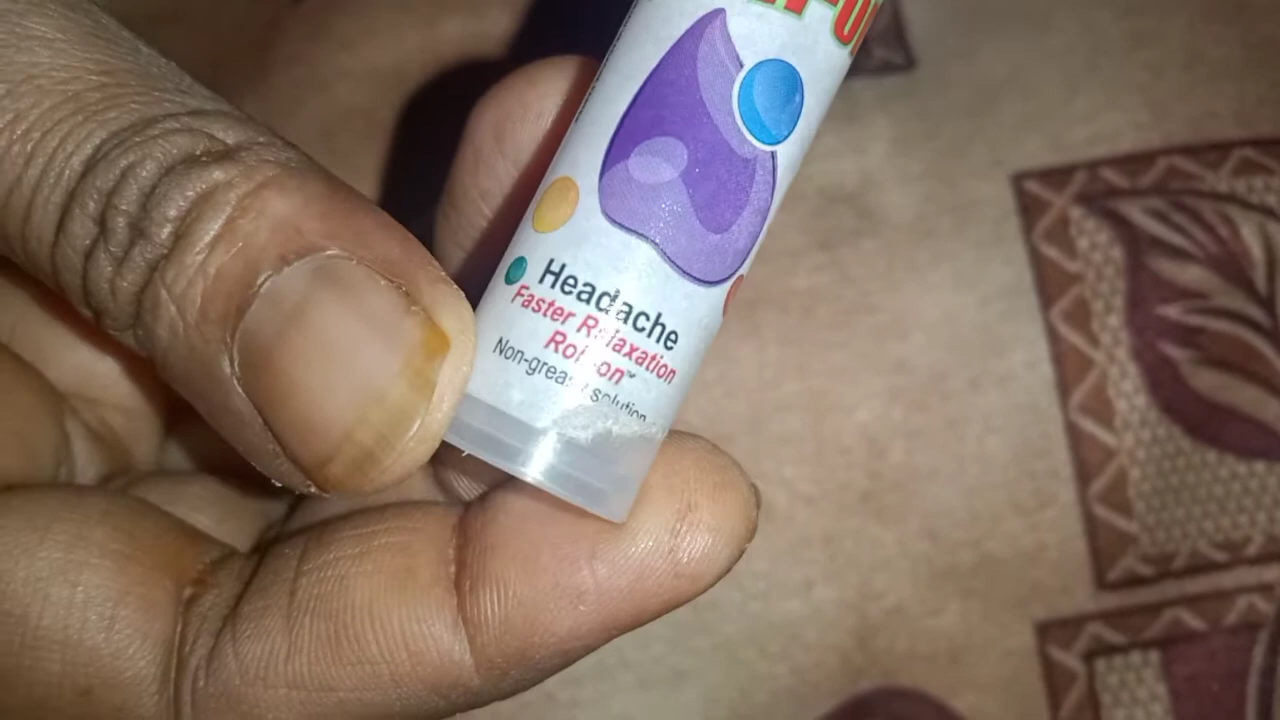 Headache
Faster Relaxation
Roll-on™
Non-greasy solution